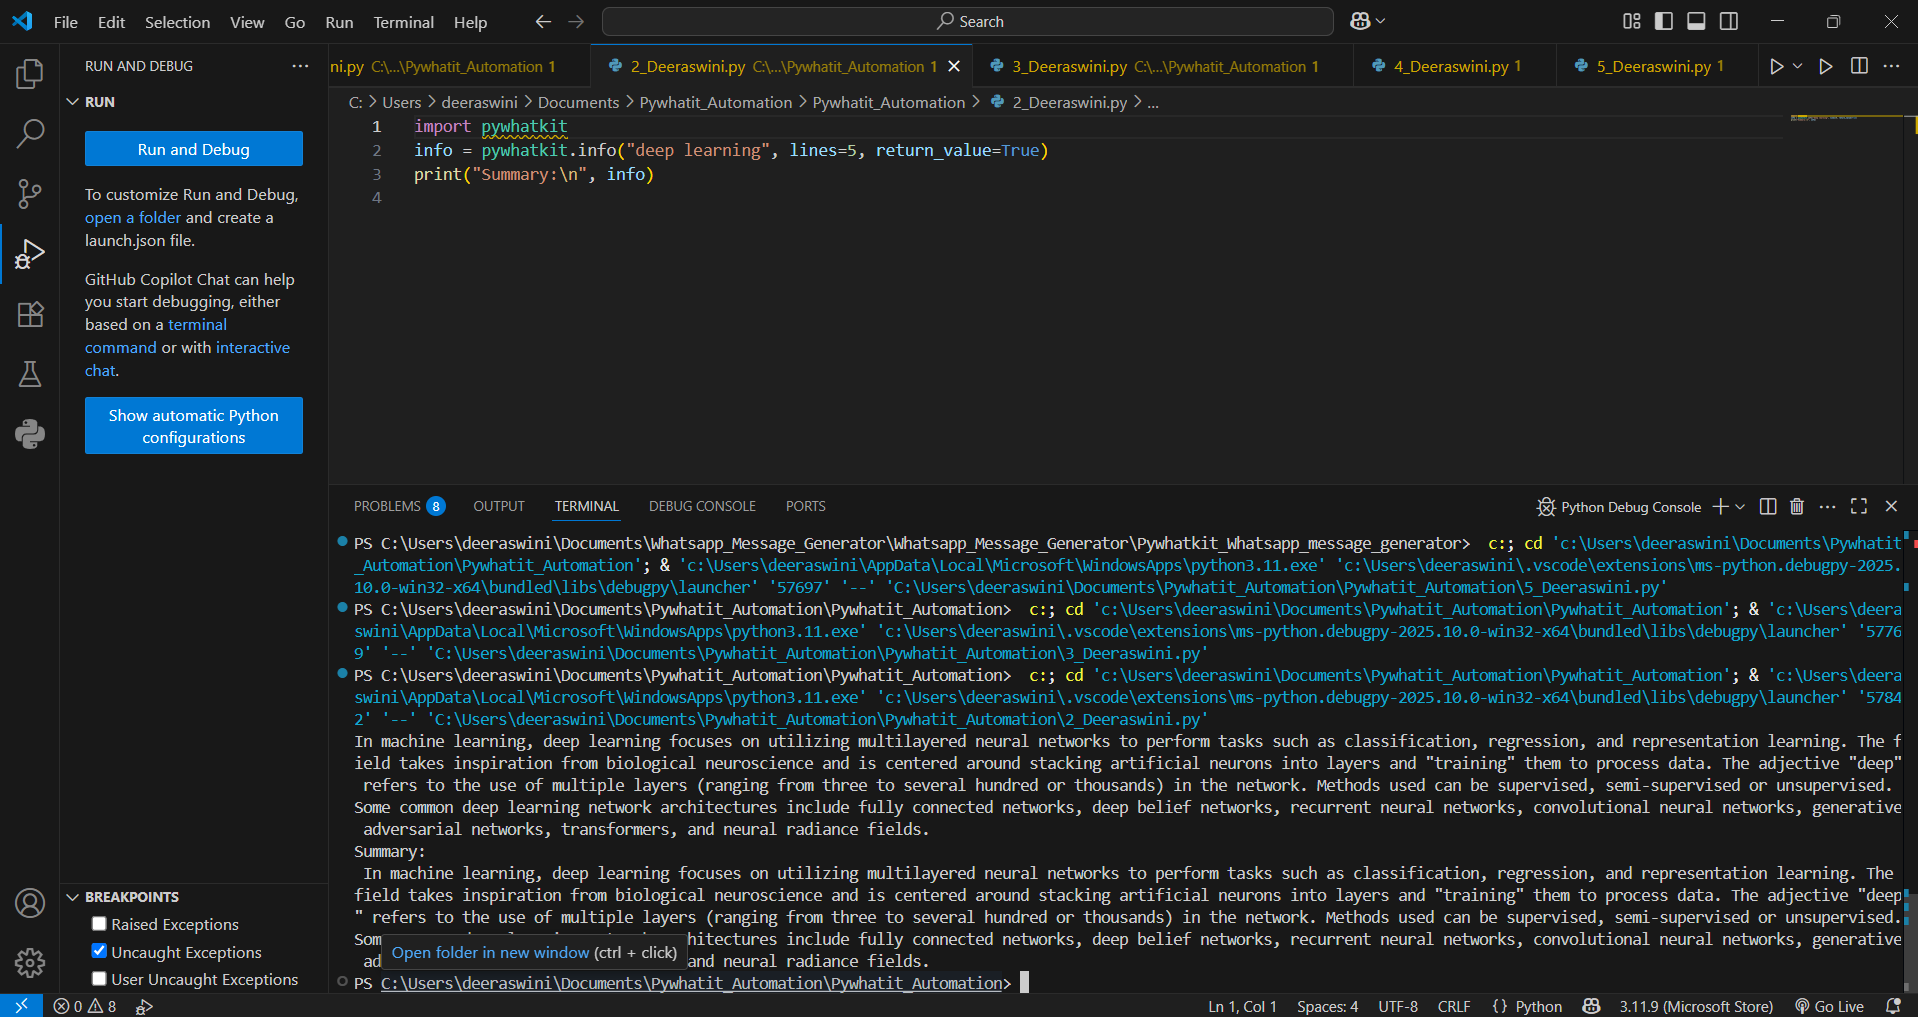 File Edit Selection View Go Run Terminal Help
Search
RUN AND DEBUG
RUN
Run and Debug
To customize Run and Debug,
open a folder and create a
launch.json file.
GitHub Copilot Chat can help
you start debugging, either
based on a terminal
command or with interactive
chat.
Show automatic Python
configurations
BREAKPOINTS
Raised Exceptions
Uncaught Exceptions
User Uncaught Exceptions
ni.py C:\...\Pywhatit_Automation 1
2_Deeraswini.py C:\...\Pywhatit_Automation 1
3_Deeraswini.py C:\...\Pywhatit_Automation 1
4_Deeraswini.py 1
5_Deeraswini.py 1
C: > Users > deeraswini > Documents > Pywhatit_Automation > Pywhatit_Automation > 2_Deeraswini.py > ...
1 import pywhatkit
2 info = pywhatkit.info("deep learning", lines=5, return_value=True)
3 print("Summary:\n", info)
4
PROBLEMS 8 OUTPUT TERMINAL DEBUG CONSOLE PORTS
Python Debug Console
PS C:\Users\deeraswini\Documents\Whatsapp_Message_Generator\Whatsapp_Message_Generator\Pywhatkit_Whatsapp_message_generator> c:; cd 'c:\Users\deeraswini\Documents\Pywhatit
_Automation\Pywhatit_Automation'; & 'c:\Users\deeraswini\AppData\Local\Microsoft\WindowsApps\python3.11.exe' 'c:\Users\deeraswini\.vscode\extensions\ms-python.debugpy-2025.
10.0-win32-x64\bundled\libs\debugpy\launcher' '57697' '--' 'C:\Users\deeraswini\Documents\Pywhatit_Automation\Pywhatit_Automation\5_Deeraswini.py'
PS C:\Users\deeraswini\Documents\Pywhatit_Automation\Pywhatit_Automation> c:; cd 'c:\Users\deeraswini\Documents\Pywhatit_Automation\Pywhatit_Automation'; & 'c:\Users\deera
swini\AppData\Local\Microsoft\WindowsApps\python3.11.exe' 'c:\Users\deeraswini\.vscode\extensions\ms-python.debugpy-2025.10.0-win32-x64\bundled\libs\debugpy\launcher' '5776
9' '--' 'C:\Users\deeraswini\Documents\Pywhatit_Automation\Pywhatit_Automation\3_Deeraswini.py'
PS C:\Users\deeraswini\Documents\Pywhatit_Automation\Pywhatit_Automation> c:; cd 'c:\Users\deeraswini\Documents\Pywhatit_Automation\Pywhatit_Automation'; & 'c:\Users\deera
swini\AppData\Local\Microsoft\WindowsApps\python3.11.exe' 'c:\Users\deeraswini\.vscode\extensions\ms-python.debugpy-2025.10.0-win32-x64\bundled\libs\debugpy\launcher' '5784
2' '--' 'C:\Users\deeraswini\Documents\Pywhatit_Automation\Pywhatit_Automation\2_Deeraswini.py'
In machine learning, deep learning focuses on utilizing multilayered neural networks to perform tasks such as classification, regression, and representation learning. The f
ield takes inspiration from biological neuroscience and is centered around stacking artificial neurons into layers and "training" them to process data. The adjective "deep"
refers to the use of multiple layers (ranging from three to several hundred or thousands) in the network. Methods used can be supervised, semi-supervised or unsupervised.
Some common deep learning network architectures include fully connected networks, deep belief networks, recurrent neural networks, convolutional neural networks, generative
adversarial networks, transformers, and neural radiance fields.
Summary:
In machine learning, deep learning focuses on utilizing multilayered neural networks to perform tasks such as classification, regression, and representation learning. The
field takes inspiration from biological neuroscience and is centered around stacking artificial neurons into layers and "training" them to process data. The adjective "deep
" refers to the use of multiple layers (ranging from three to several hundred or thousands) in the network. Methods used can be supervised, semi-supervised or unsupervised.
Som hitectures include fully connected networks, deep belief networks, recurrent neural networks, convolutional neural networks, generative
Open folder in new window (ctrl + click)
ad and neural radiance fields.
PS C:\Users\deeraswini\Documents\Pywhatit_Automation\Pywhatit_Automation>
0 8
Ln 1, Col 1 Spaces: 4 UTF-8 CRLF {} Python 3.11.9 (Microsoft Store) Go Live